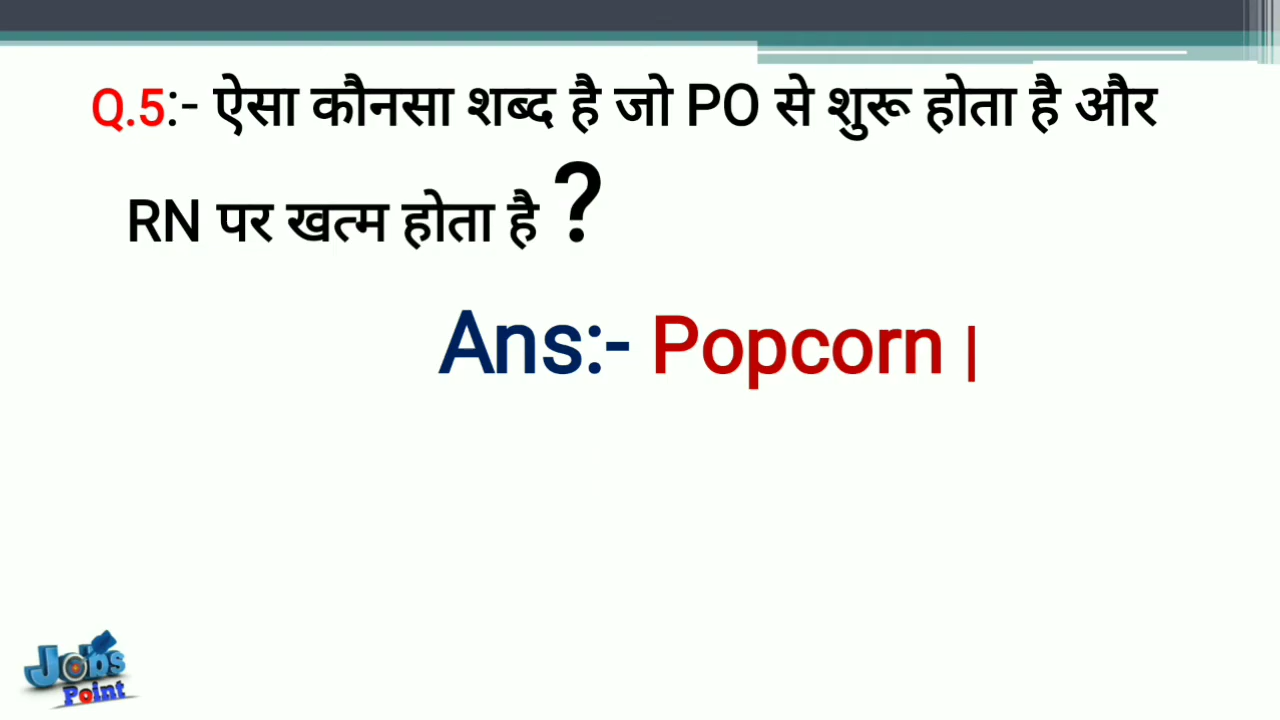 Q.5:- ऐसा कौनसा शब्द है जो PO से शुरू होता है और
RN पर खत्म होता है ?
Ans:- Popcorn |
Jobs
Point